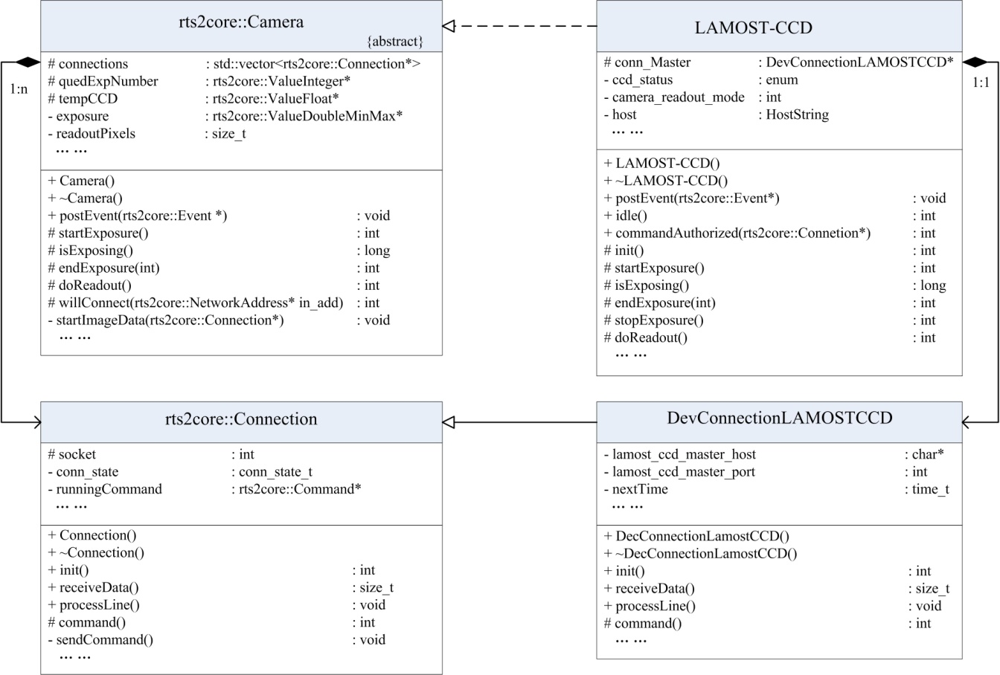 rts2core::Camera
{abstract}
# connections : std::vector<rts2core::Connection*>
# quedExpNumber : rts2core::ValueInteger*
# tempCCD : rts2core::ValueFloat*
- exposure : rts2core::ValueDoubleMinMax*
- readoutPixels : size_t
... ...
+ Camera()
+ ~Camera()
+ postEvent(rts2core::Event *) : void
# startExposure() : int
# isExposing() : long
# endExposure(int) : int
# doReadout() : int
# willConnect(rts2core::NetworkAddress* in_add) : int
- startImageData(rts2core::Connection*) : void
... ...
1:n
LAMOST-CCD
# conn_Master : DevConnectionLAMOSTCCD*
- ccd_status : enum
- camera_readout_mode : int
- host : HostString
... ...
+ LAMOST-CCD()
+ ~LAMOST-CCD()
+ postEvent(rts2core::Event*) : void
+ idle() : int
+ commandAuthorized(rts2core::Connetion*) : int
# init() : int
# startExposure() : int
# isExposing() : long
# endExposure(int) : int
# stopExposure() : int
# doReadout() : int
... ...
1:1
rts2core::Connection
# socket : int
- conn_state : conn_state_t
- runningCommand : rts2core::Command*
... ...
+ Connection()
+ ~Connection()
+ init() : int
+ receiveData() : size_t
+ processLine() : void
# command() : int
- sendCommand() : void
... ...
DevConnectionLAMOSTCCD
- lamost_ccd_master_host : char*
- lamost_ccd_master_port : int
- nextTime : time_t
... ...
+ DecConnectionLamostCCD()
+ ~DecConnectionLamostCCD()
+ init() : int
+ receiveData() : size_t
+ processLine() : void
# command() : int
... ...